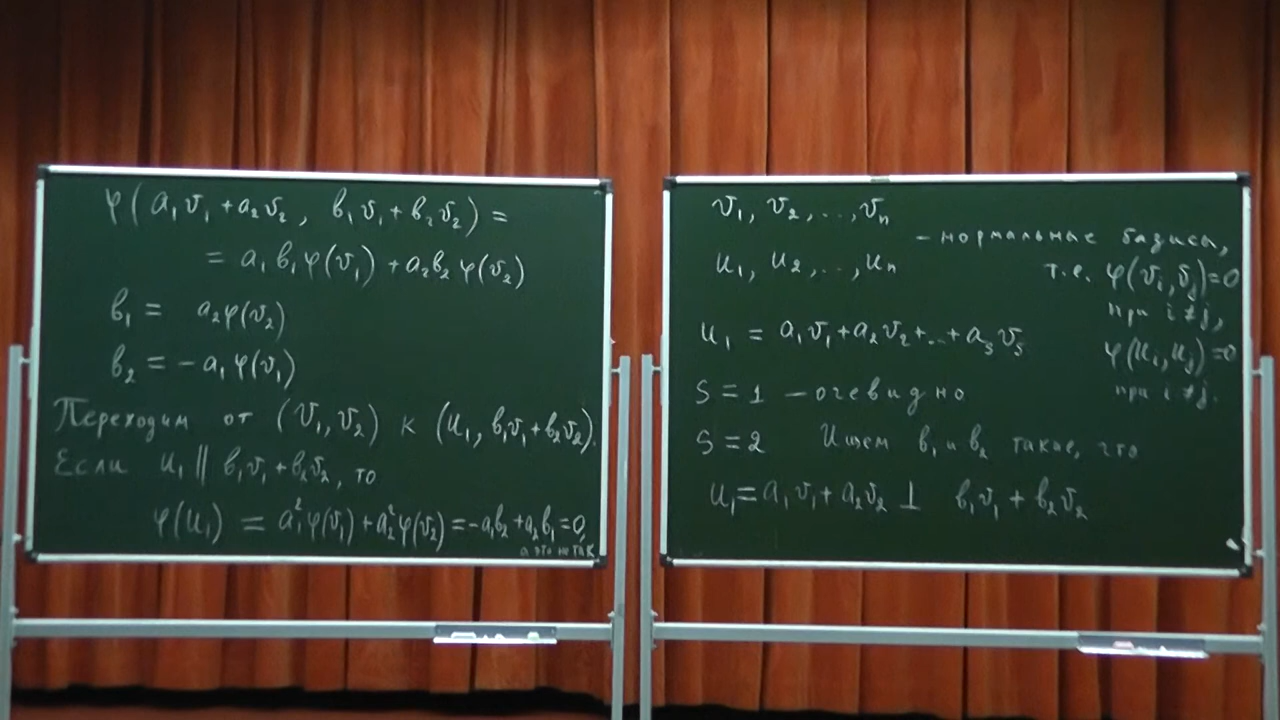 φ(a₁v₁ + a₂v₂, b₁v₁ + b₂v₂) =
= a₁b₁φ(v₁) + a₂b₂φ(v₂)
b₁ = a₂φ(v₂)
b₂ = -a₁φ(v₁)
Переходим от (v₁, v₂) к (u₁, b₁v₁ + b₂v₂).
Если u₁ ∥ b₁v₁ + b₂v₂, то
φ(u₁) = a₁²φ(v₁) + a₂²φ(v₂) = -a₁b₂ + a₂b₁ = 0,
а это не так
v₁, v₂, ..., vₙ
– нормальные базисы,
u₁, u₂, ..., uₙ
т.е. φ(vᵢ, vⱼ) = 0
при i ≠ j,
u₁ = a₁v₁ + a₂v₂ + ... + aₛvₛ
φ(uᵢ, uⱼ) = 0
при i ≠ j.
S = 1 – очевидно
S = 2 Ищем b₁ и b₂ такие, что
u₁ = a₁v₁ + a₂v₂ ⊥ b₁v₁ + b₂v₂